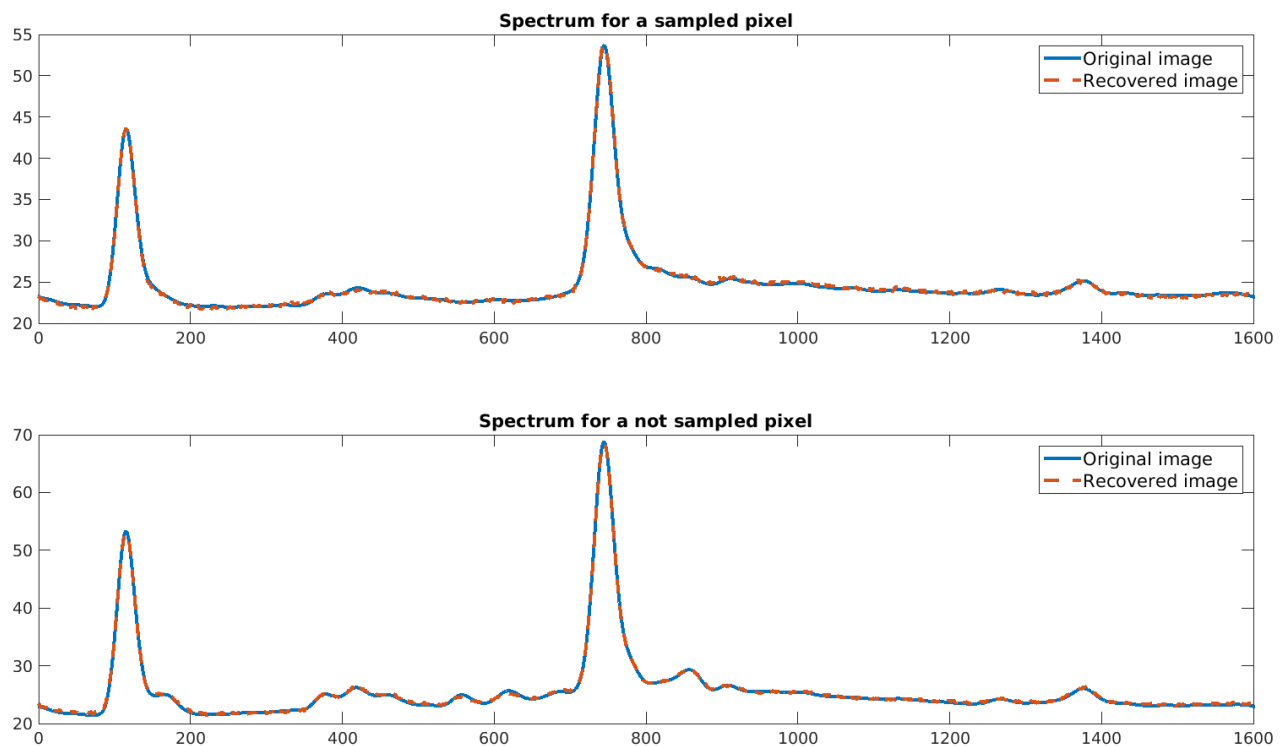 Spectrum for a sampled pixel
55
50
45
40
35
30
25
20
Original image
Recovered image
0 200 400 600 800 1000 1200 1400 1600
Spectrum for a not sampled pixel
70
60
50
40
30
20
Original image
Recovered image
0 200 400 600 800 1000 1200 1400 1600